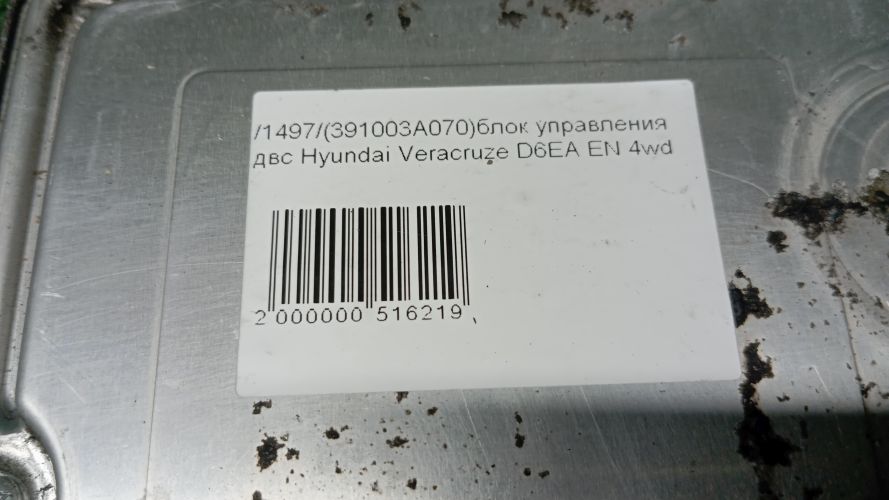 /1497/(391003A070)блок управления
двс Hyundai Veracruze D6EA EN 4wd
2 000000 516219